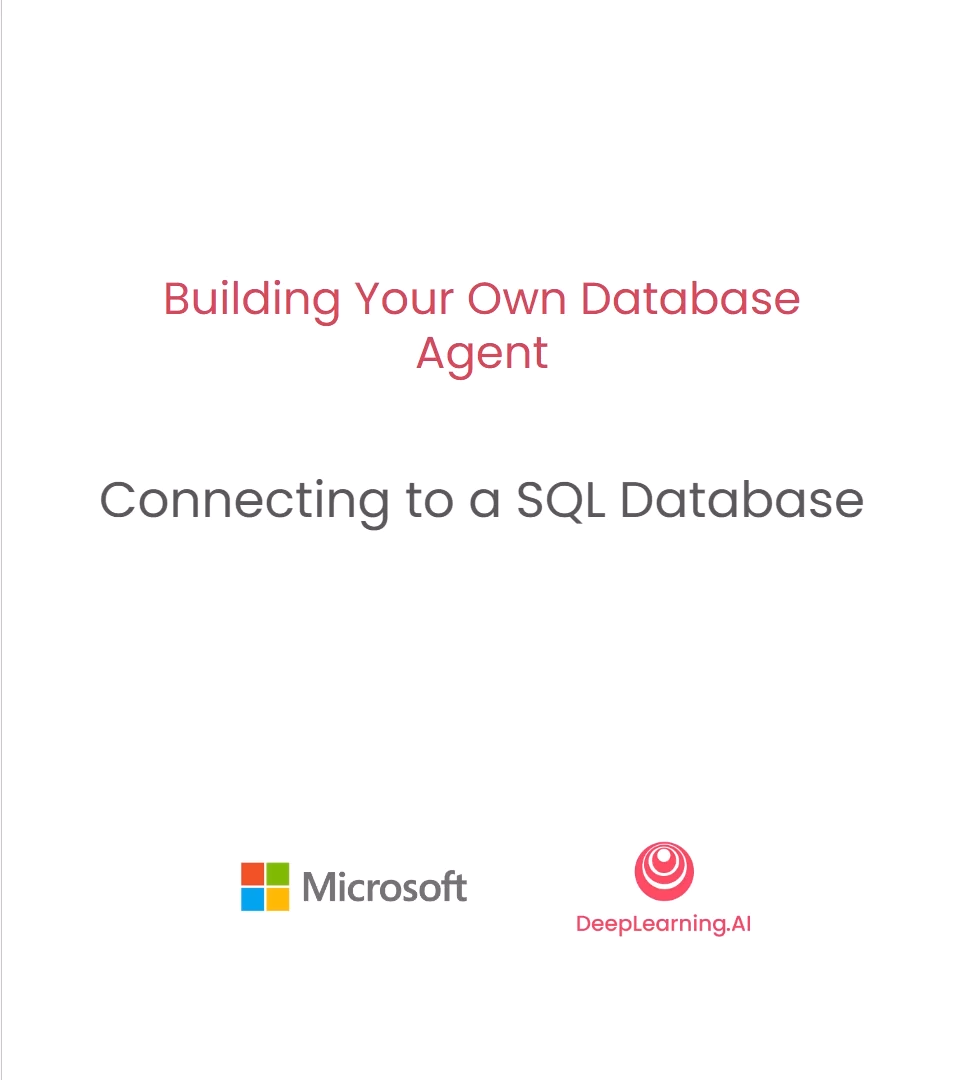 Building Your Own Database
Agent
Connecting to a SQL Database
Microsoft
DeepLearning.AI